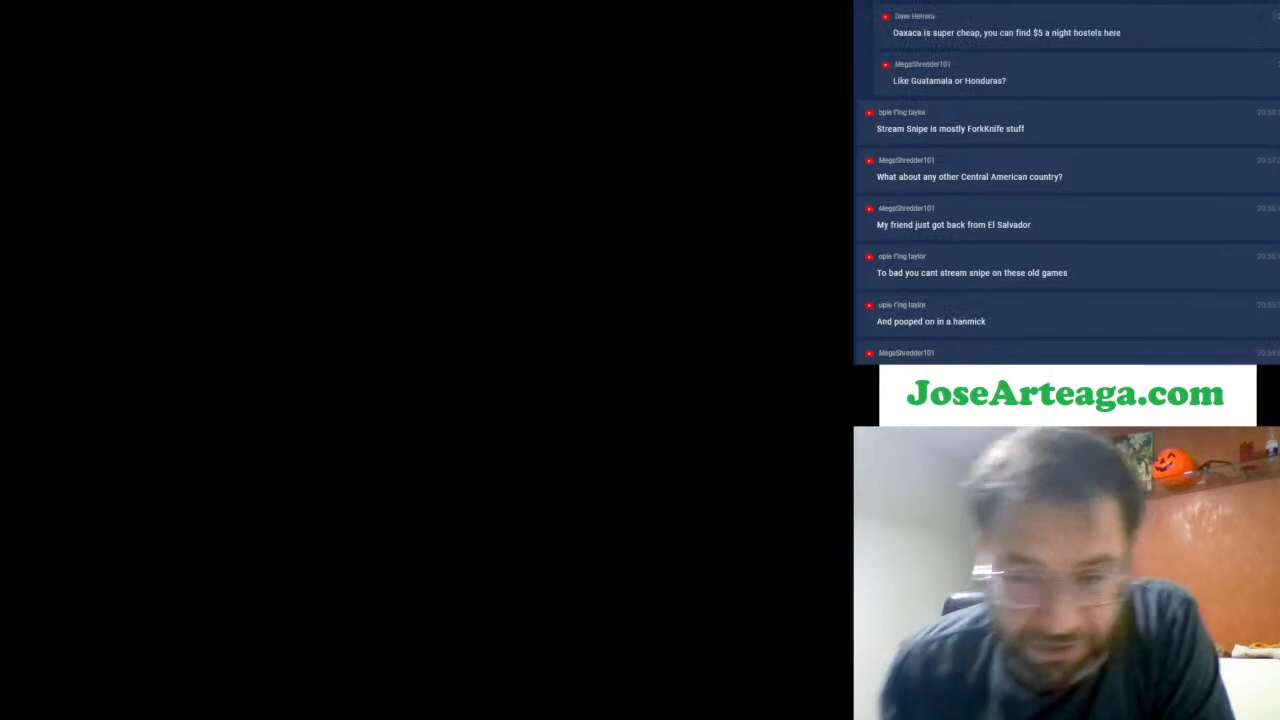 Dave Herrera
Oaxaca is super cheap, you can find $5 a night hostels here
MegaShredder101
Like Guatamala or Honduras?
opie f'ing taylor
Stream Snipe is mostly ForkKnife stuff
MegaShredder101
What about any other Central American country?
MegaShredder101
My friend just got back from El Salvador
opie f'ing taylor
To bad you cant stream snipe on these old games
opie f'ing taylor
And pooped on in a hanmick
MegaShredder101
JoseArteaga.com